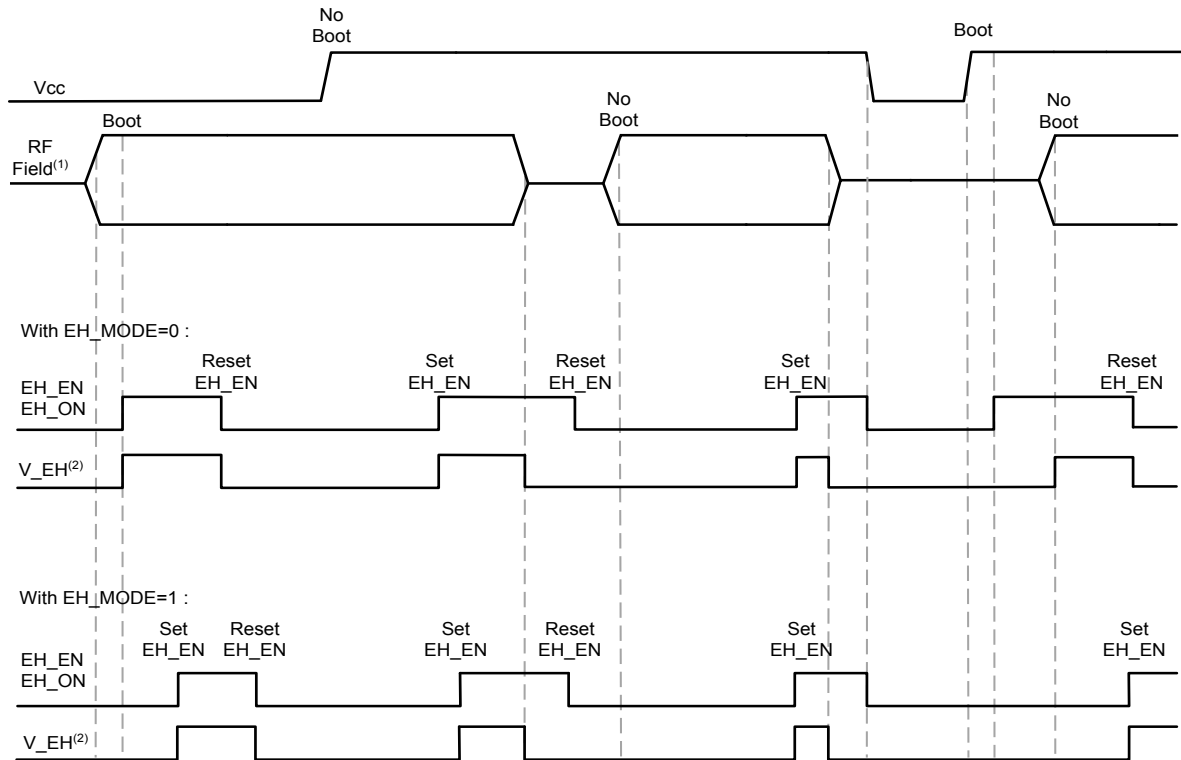 No
Boot
Boot
Vcc
Boot
No
Boot
No
Boot
RF
Field(1)
With EH_MODE=0 :
Reset
EH_EN
Set
EH_EN
Reset
EH_EN
Set
EH_EN
Reset
EH_EN
EH_EN
EH_ON
V_EH(2)
With EH_MODE=1 :
Set
EH_EN
Reset
EH_EN
Set
EH_EN
Reset
EH_EN
Set
EH_EN
Set
EH_EN
EH_EN
EH_ON
V_EH(2)